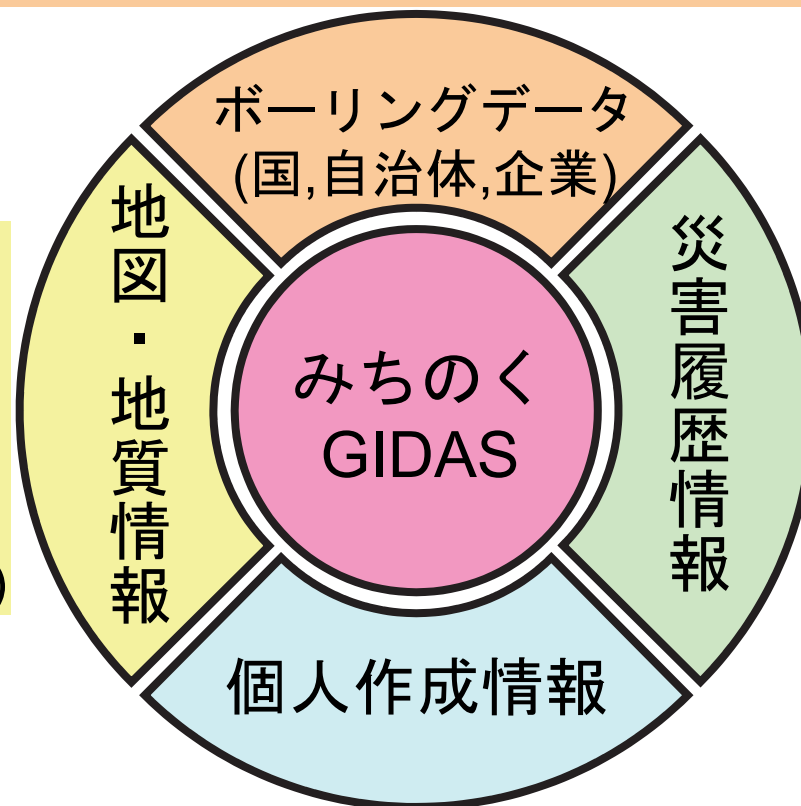 ボーリングデータ
(国,自治体,企業)
地図・地質情報
災害履歴情報
みちのく
GIDAS
個人作成情報
)